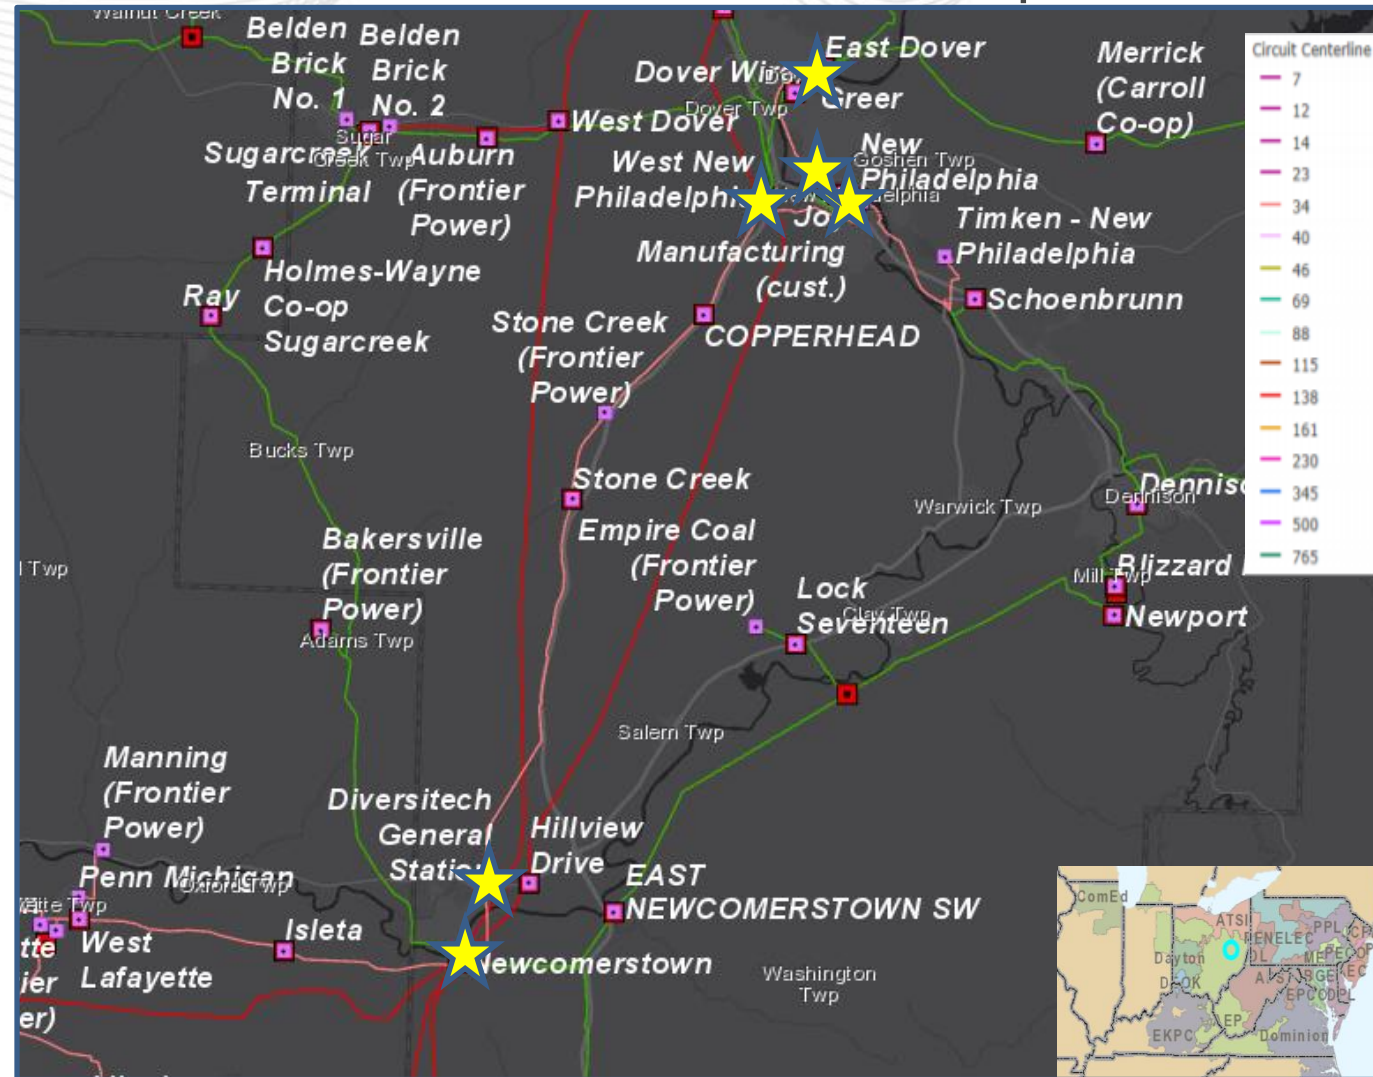 Walnut Creek
Belden
Brick
No. 1
Belden
Brick
No. 2
East Dover
Merrick
(Carroll
Co-op)
Greer
Dover Twp
West Dover
Sugar
Creek Twp
Sugarcreek
Terminal
Auburn
(Frontier
Power)
West New
New
Philadelphia
Goshen Twp
Manufacturing
(cust.)
Timken - New
Philadelphia
Holmes-Wayne
Co-op
Sugarcreek
Ray
Schoenbrunn
Stone Creek
(Frontier
Power)
COPPERHEAD
Bucks Twp
Stone Creek
Warwick Twp
Dennison
Empire Coal
(Frontier
Power)
Bakersville
(Frontier
Power)
Adams Twp
Lock
Seventeen
Clay Twp
Mill Twp
Blizzard
Newport
Twp
Salem Twp
Manning
(Frontier
Power)
Diversitech
General
Hillview
Drive
Penn Michigan
Oxford Twp
Twp
EAST
NEWCOMERSTOWN SW
West
Lafayette
Isleta
Newcomerstown
Washington
Twp
Circuit Centerline
7
12
14
23
34
40
46
69
88
115
138
161
230
345
500
765
ComEd
ATSI
PENELEC
PPL
Dayton
EKPC
Dominion